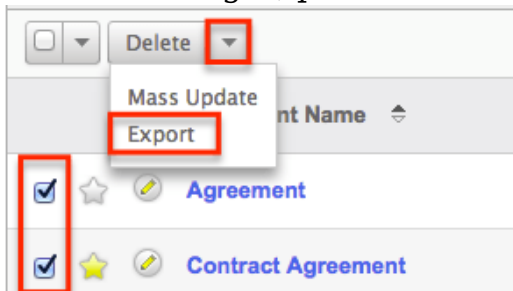 Delete
Mass Update
Export
nt Name
Agreement
Contract Agreement